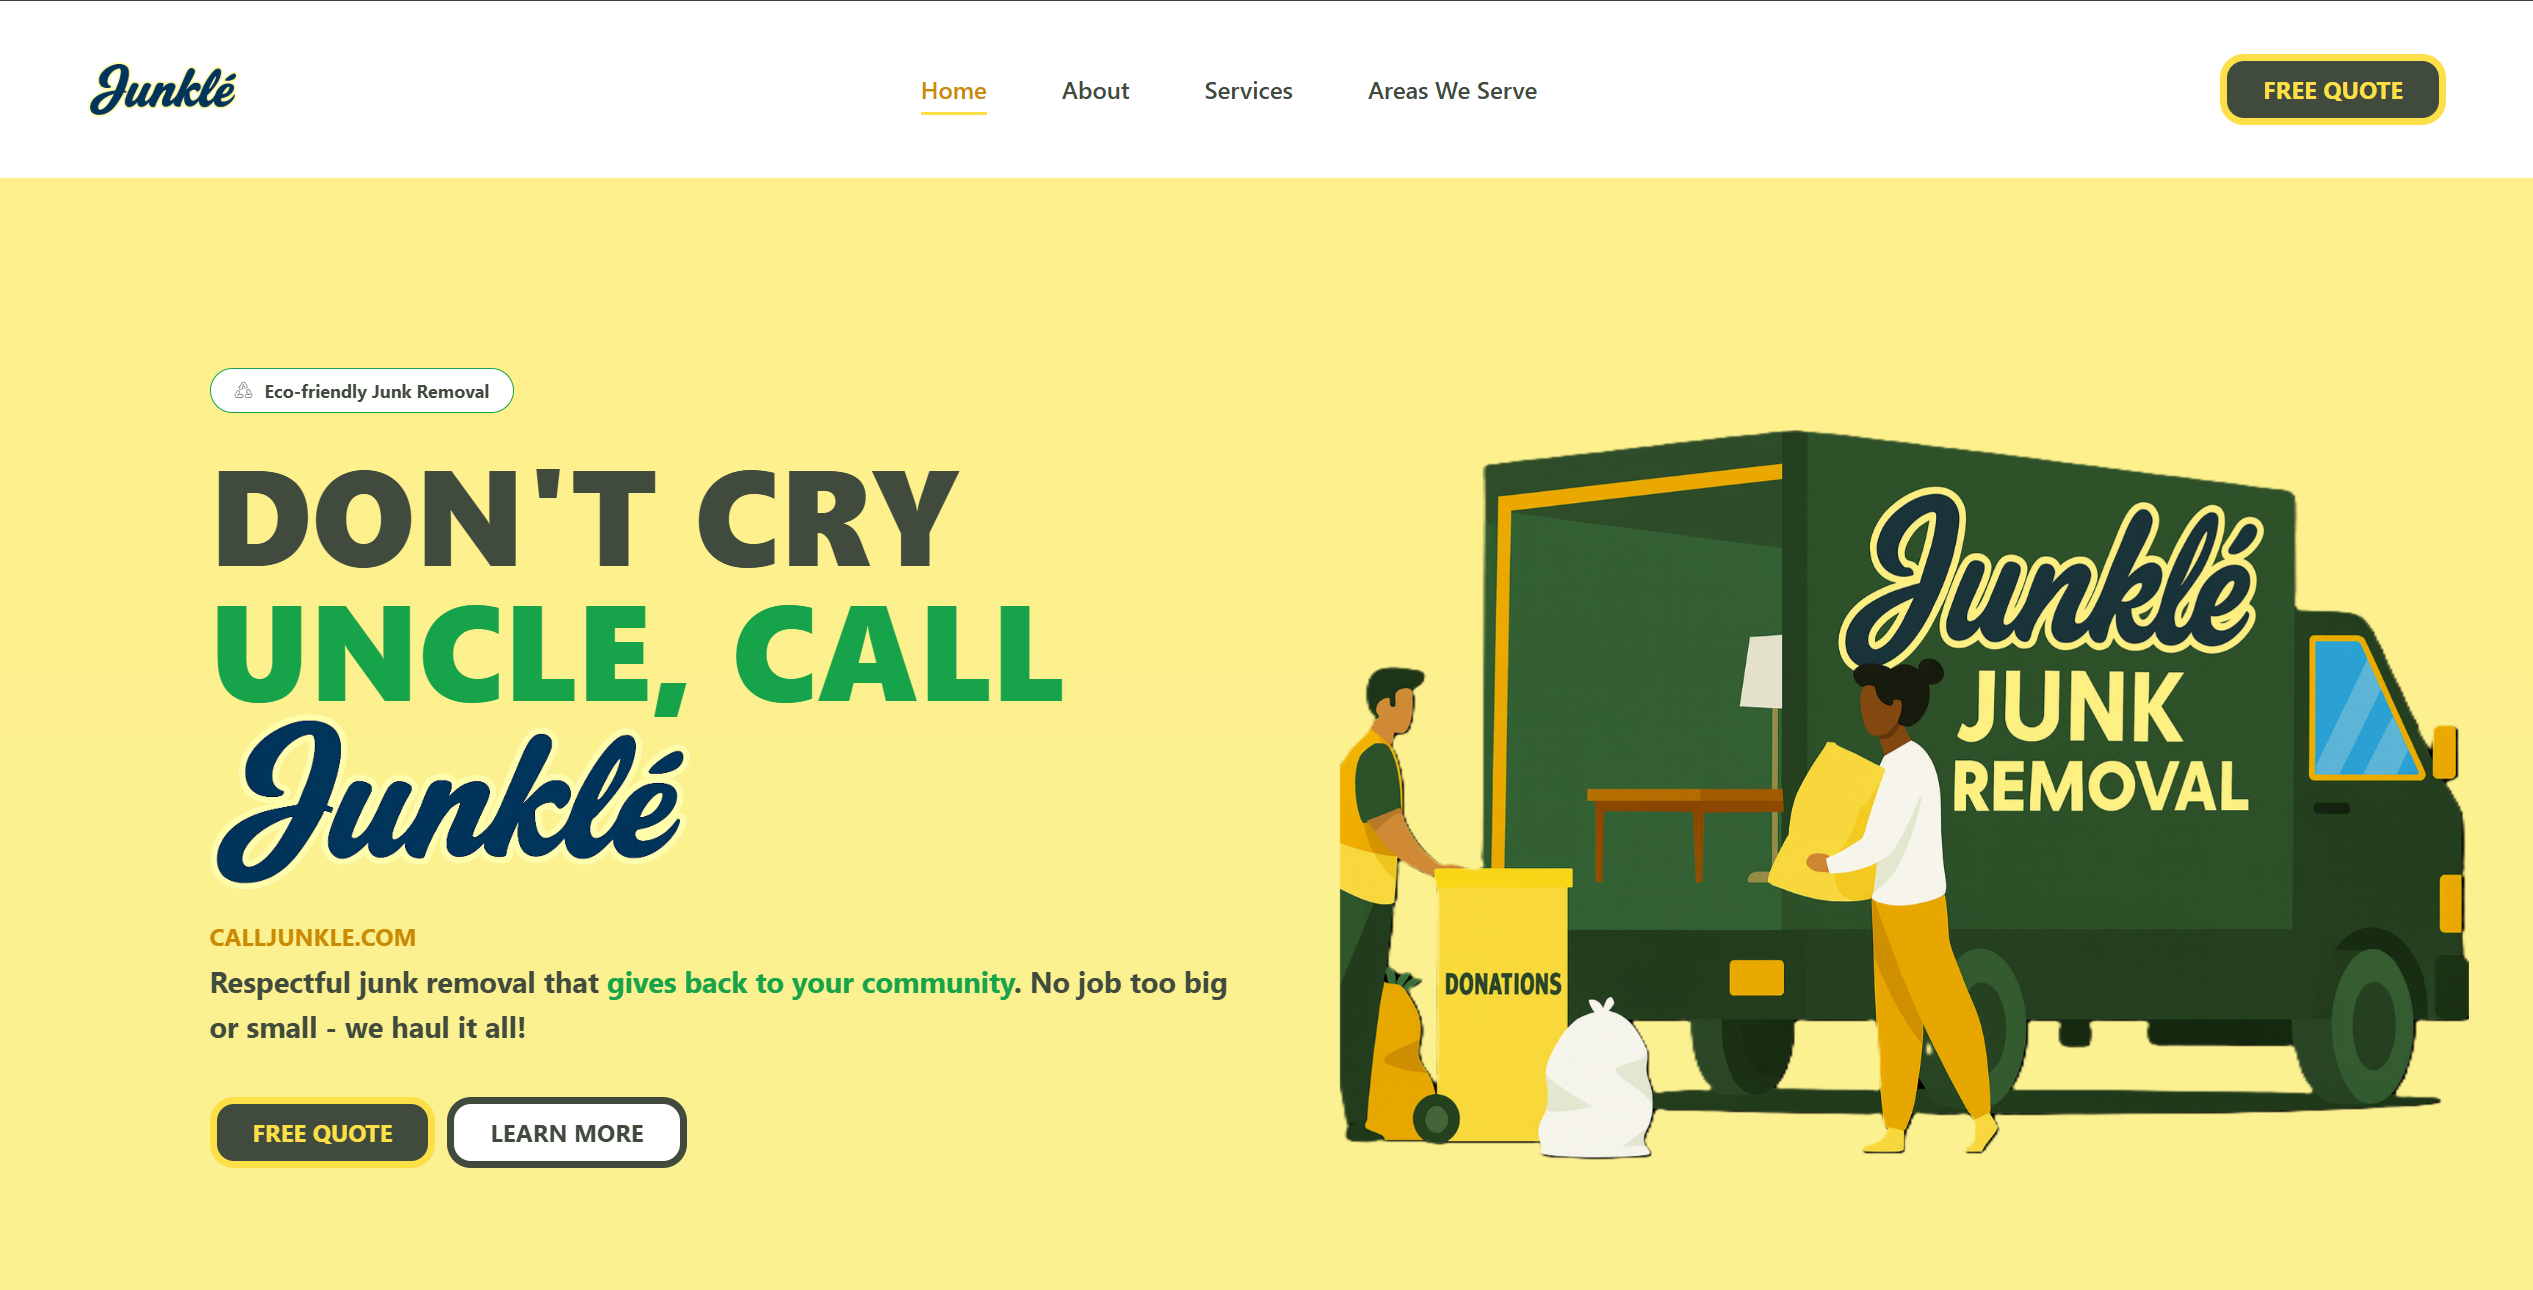 Junklé
Home
About
Services
Areas We Serve
FREE QUOTE
Eco-friendly Junk Removal
DON'T CRY
UNCLE, CALL
Junklé
CALLJUNKLE.COM
Respectful junk removal that gives back to your community. No job too big
or small - we haul it all!
FREE QUOTE
LEARN MORE
Junklé
JUNK
REMOVAL
DONATIONS